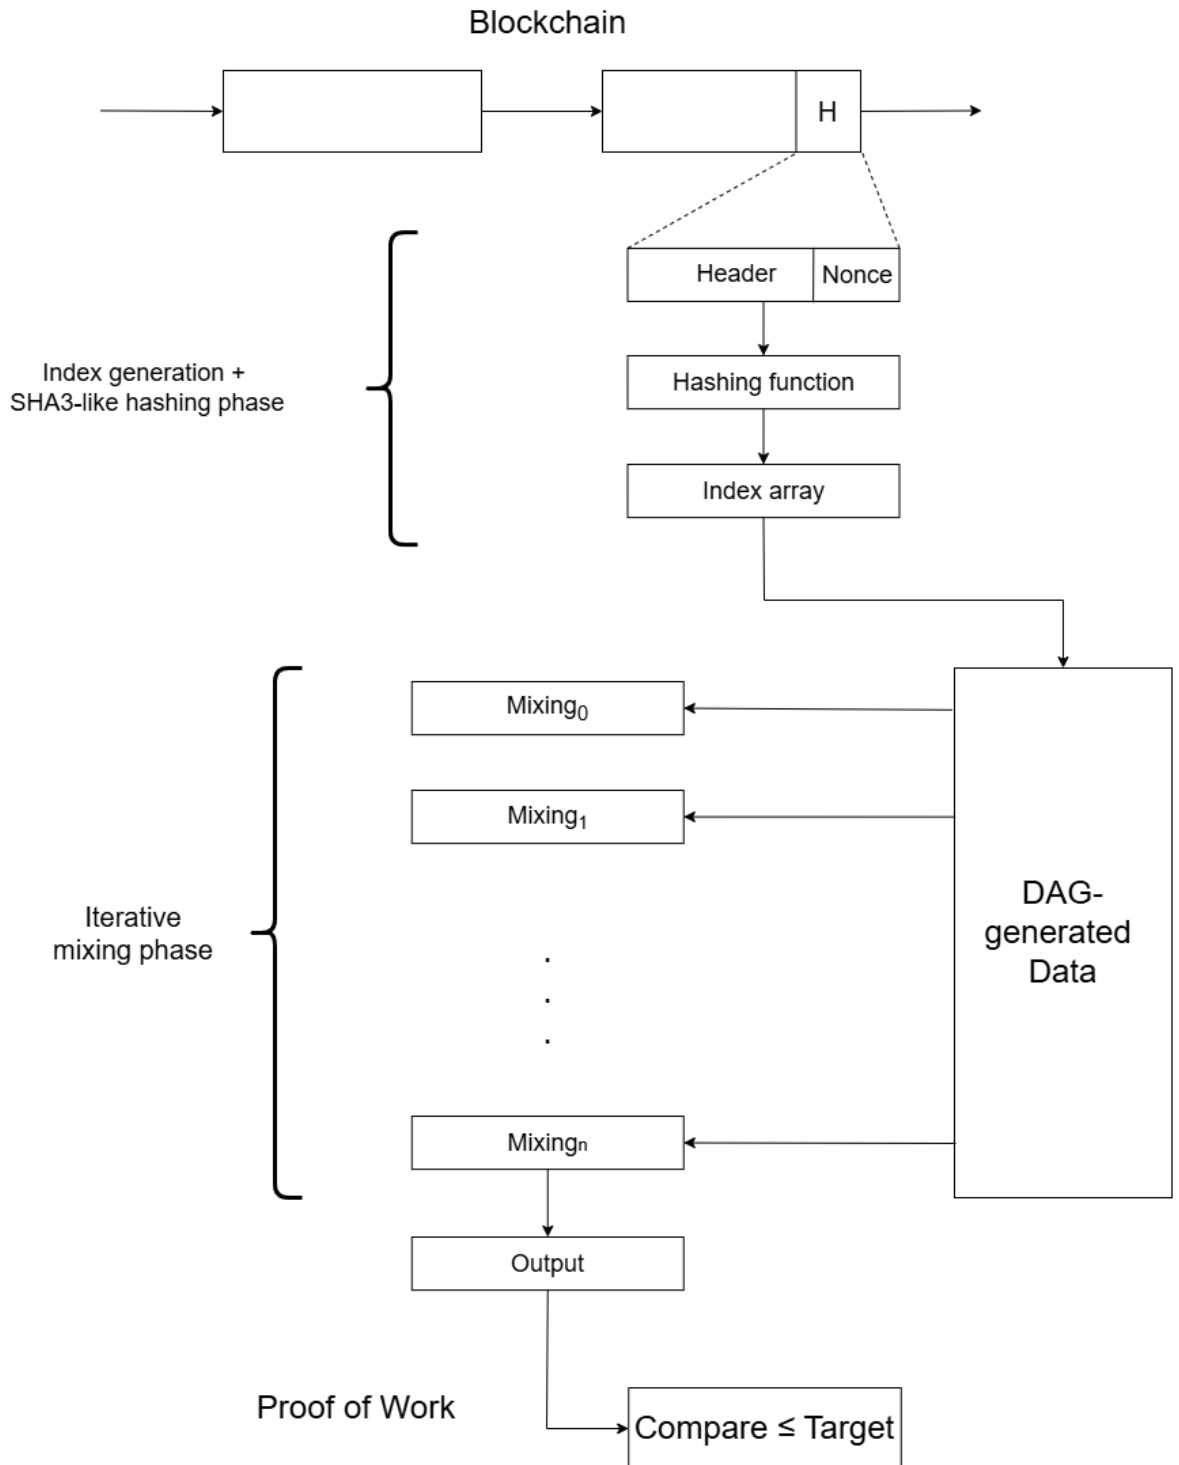 Blockchain
H
Header
Nonce
Index generation +
SHA3-like hashing phase
Hashing function
Index array
Mixing₀
Mixing₁
DAG-
generated
Data
Iterative
mixing phase
.
.
.
Mixingₙ
Output
Proof of Work
Compare ≤ Target